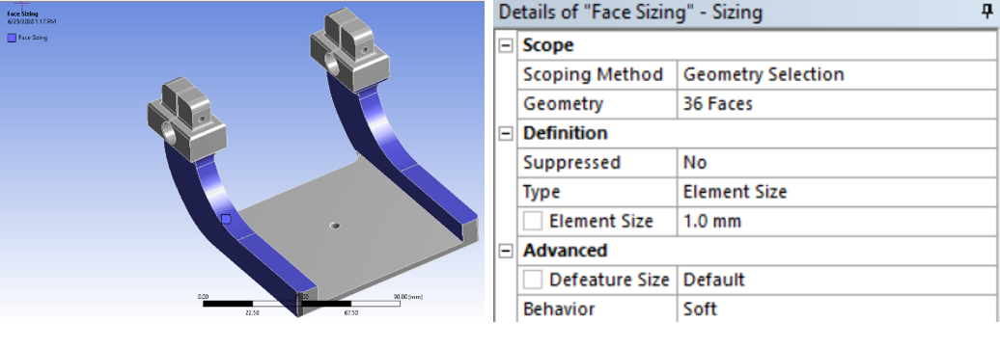 Face Sizing
6/23/2020 1:17 PM
Face Sizing
0.00
90.00 (mm)
22.50
67.50
Details of "Face Sizing" - Sizing
Scope
Scoping Method Geometry Selection
Geometry 36 Faces
Definition
Suppressed No
Type Element Size
Element Size 1.0 mm
Advanced
Defeature Size Default
Behavior Soft